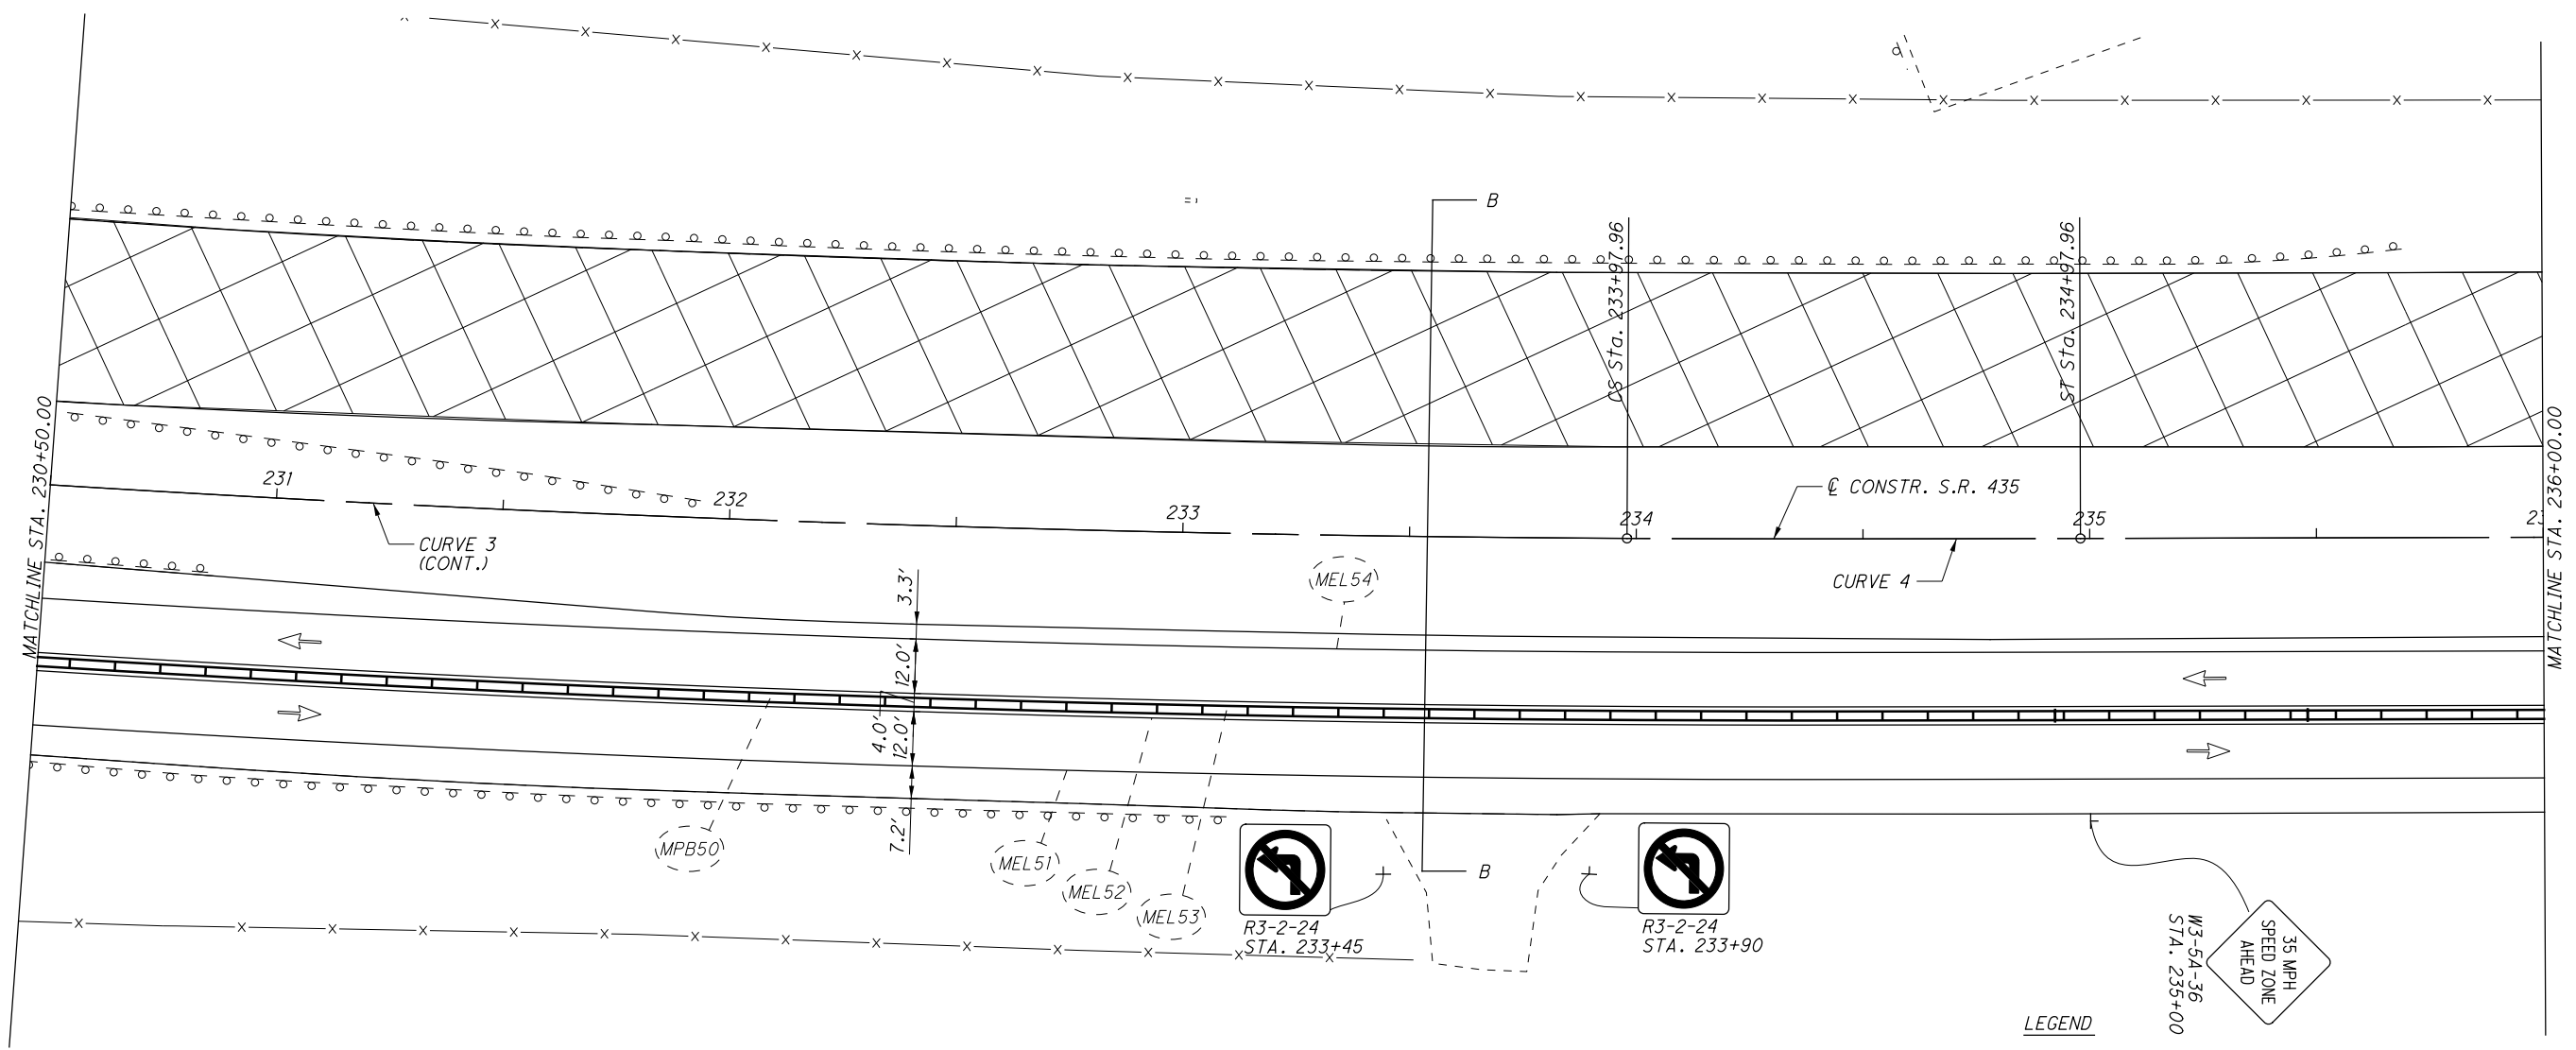 B
CS Sta. 233+97.96
ST Sta. 234+97.96
MATCHLINE STA. 230+50.00
MATCHLINE STA. 236+00.00
231
232
233
234
235
℄ CONSTR. S.R. 435
CURVE 3
(CONT.)
CURVE 4
MEL54
3.3'
12.0'
4.0'
12.0'
7.2'
MPB50
MEL51
MEL52
MEL53
B
R3-2-24
STA. 233+45
R3-2-24
STA. 233+90
W3-5A-36
STA. 235+00
35 MPH
SPEED ZONE
AHEAD
LEGEND